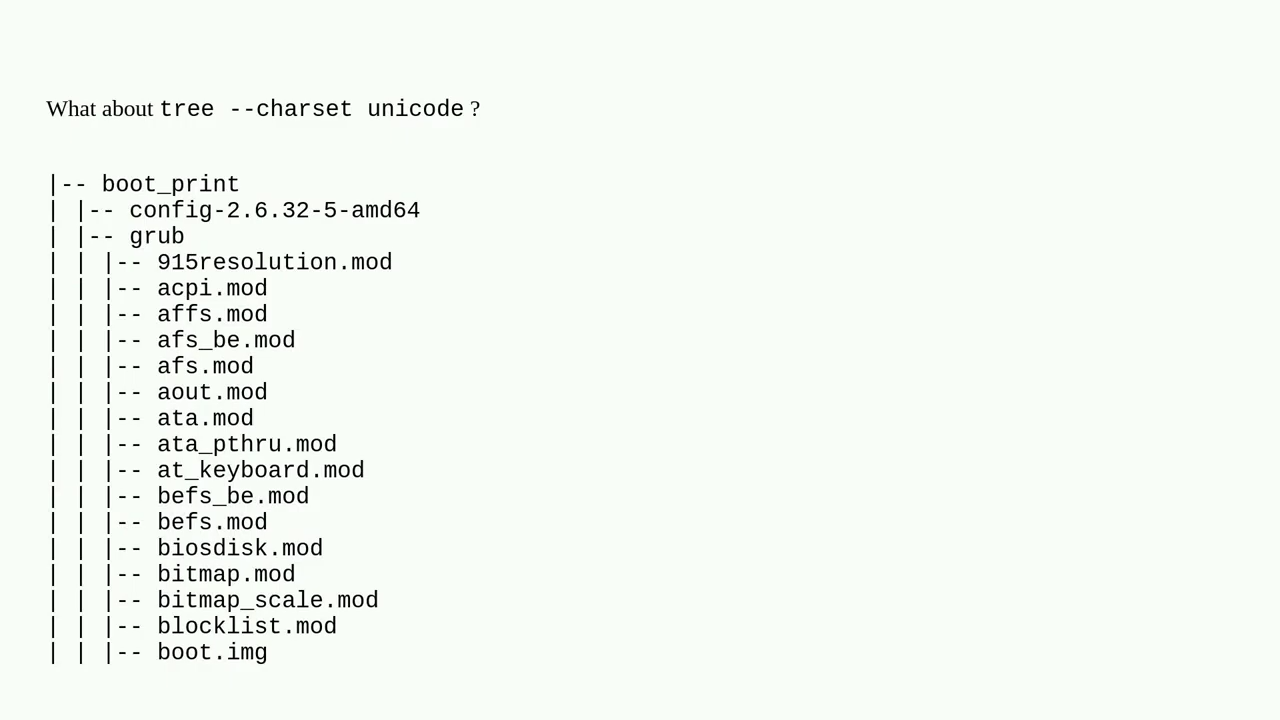 What about tree --charset unicode ?
|-- boot_print
| |-- config-2.6.32-5-amd64
| |-- grub
| | |-- 915resolution.mod
| | |-- acpi.mod
| | |-- affs.mod
| | |-- afs_be.mod
| | |-- afs.mod
| | |-- aout.mod
| | |-- ata.mod
| | |-- ata_pthru.mod
| | |-- at_keyboard.mod
| | |-- befs_be.mod
| | |-- befs.mod
| | |-- biosdisk.mod
| | |-- bitmap.mod
| | |-- bitmap_scale.mod
| | |-- blocklist.mod
| | |-- boot.img